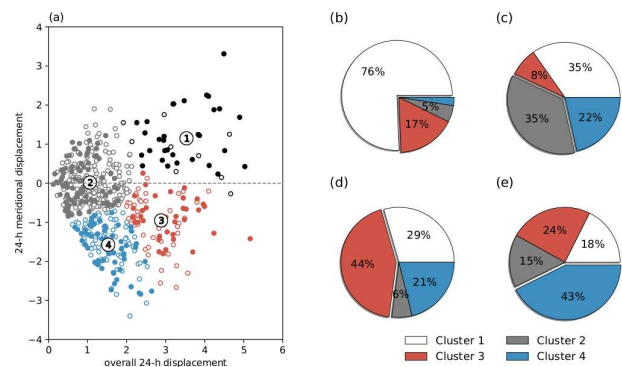 (a)
24-h meridional displacement
4
3
2
1
0
−1
−2
−3
−4
1
2
3
4
0 1 2 3 4 5 6
overall 24-h displacement
(b)
76%
5%
17%
(c)
35%
8%
35%
22%
(d)
29%
44%
6%
21%
(e)
24%
18%
15%
43%
Cluster 1 Cluster 2
Cluster 3 Cluster 4